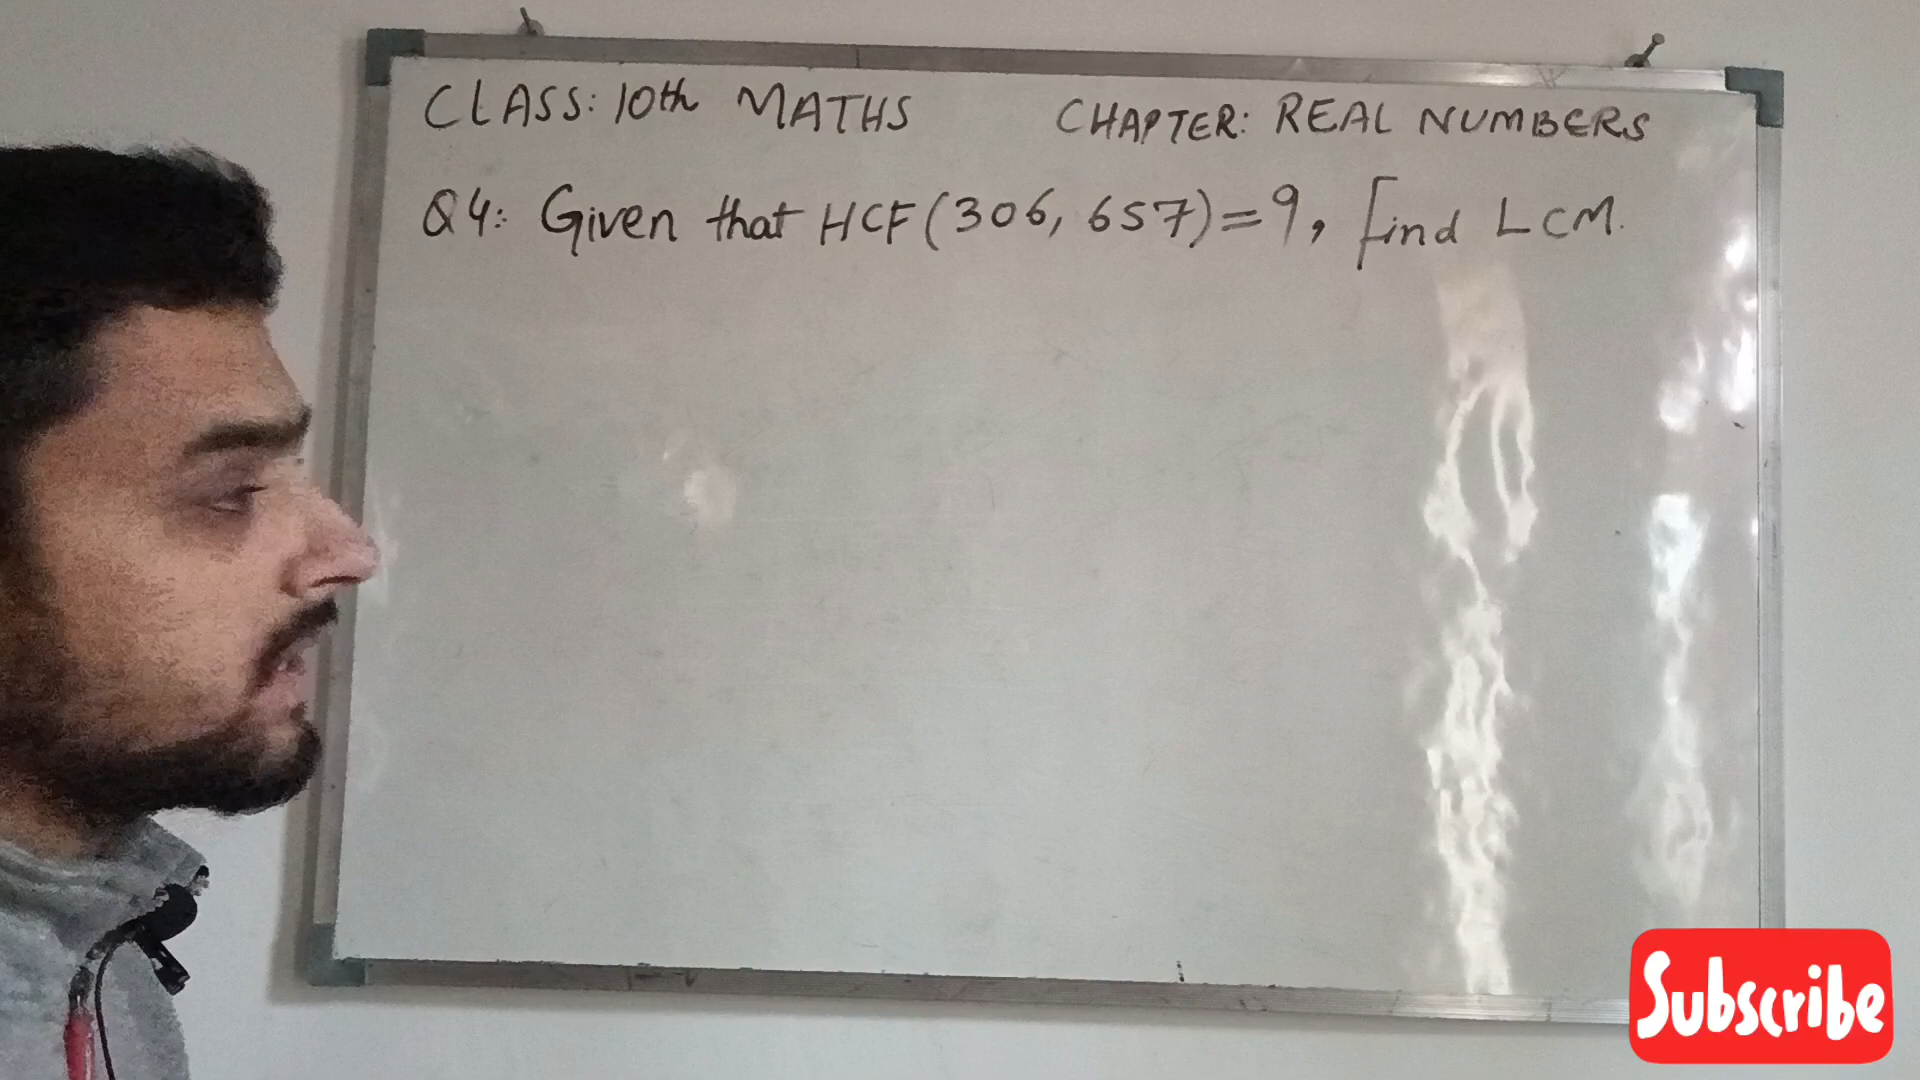 CLASS: 10th MATHS CHAPTER: REAL NUMBERS
Q4: Given that HCF(306, 657)=9, find LCM.
Subscribe